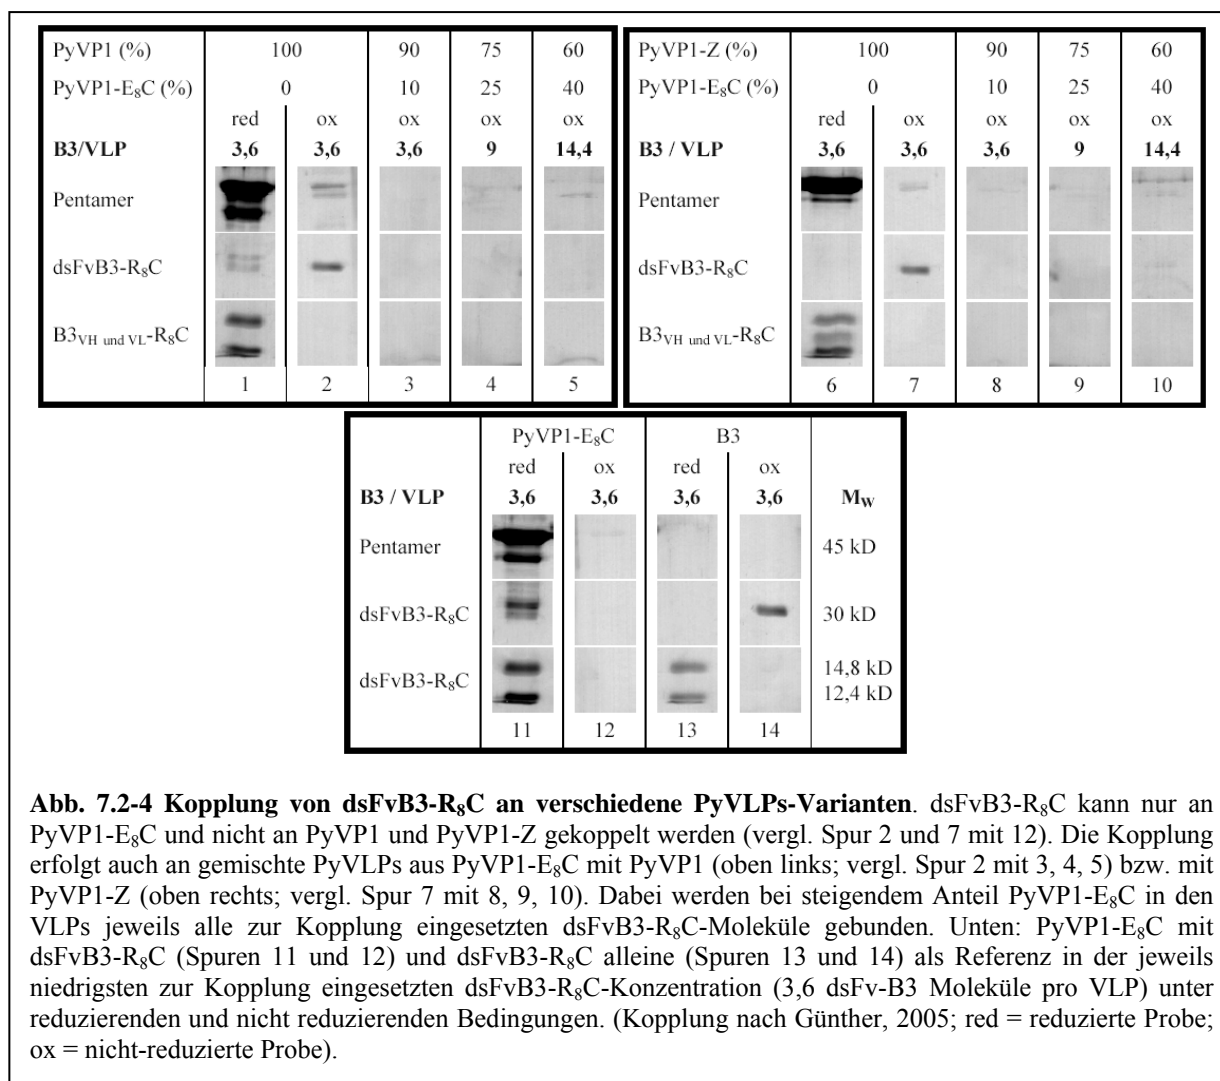 PyVP1 (%) 100 90 75 60
PyVP1-E₈C (%) 0 10 25 40
red ox ox ox ox
B3/VLP 3,6 3,6 3,6 9 14,4
Pentamer
dsFvB3-R₈C
B3VH und VL-R₈C
1 2 3 4 5
PyVP1-Z (%) 100 90 75 60
PyVP1-E₈C (%) 0 10 25 40
red ox ox ox ox
B3 / VLP 3,6 3,6 3,6 9 14,4
Pentamer
dsFvB3-R₈C
B3VH und VL-R₈C
6 7 8 9 10
PyVP1-E₈C B3
red ox red ox
B3 / VLP 3,6 3,6 3,6 3,6 MW
Pentamer 45 kD
dsFvB3-R₈C 30 kD
14,8 kD
dsFvB3-R₈C
12,4 kD
11 12 13 14
Abb. 7.2-4 Kopplung von dsFvB3-R₈C an verschiedene PyVLPs-Varianten. dsFvB3-R₈C kann nur an
PyVP1-E₈C und nicht an PyVP1 und PyVP1-Z gekoppelt werden (vergl. Spur 2 und 7 mit 12). Die Kopplung
erfolgt auch an gemischte PyVLPs aus PyVP1-E₈C mit PyVP1 (oben links; vergl. Spur 2 mit 3, 4, 5) bzw. mit
PyVP1-Z (oben rechts; vergl. Spur 7 mit 8, 9, 10). Dabei werden bei steigendem Anteil PyVP1-E₈C in den
VLPs jeweils alle zur Kopplung eingesetzten dsFvB3-R₈C-Moleküle gebunden. Unten: PyVP1-E₈C mit
dsFvB3-R₈C (Spuren 11 und 12) und dsFvB3-R₈C alleine (Spuren 13 und 14) als Referenz in der jeweils
niedrigsten zur Kopplung eingesetzten dsFvB3-R₈C-Konzentration (3,6 dsFv-B3 Moleküle pro VLP) unter
reduzierenden und nicht reduzierenden Bedingungen. (Kopplung nach Günther, 2005; red = reduzierte Probe;
ox = nicht-reduzierte Probe).